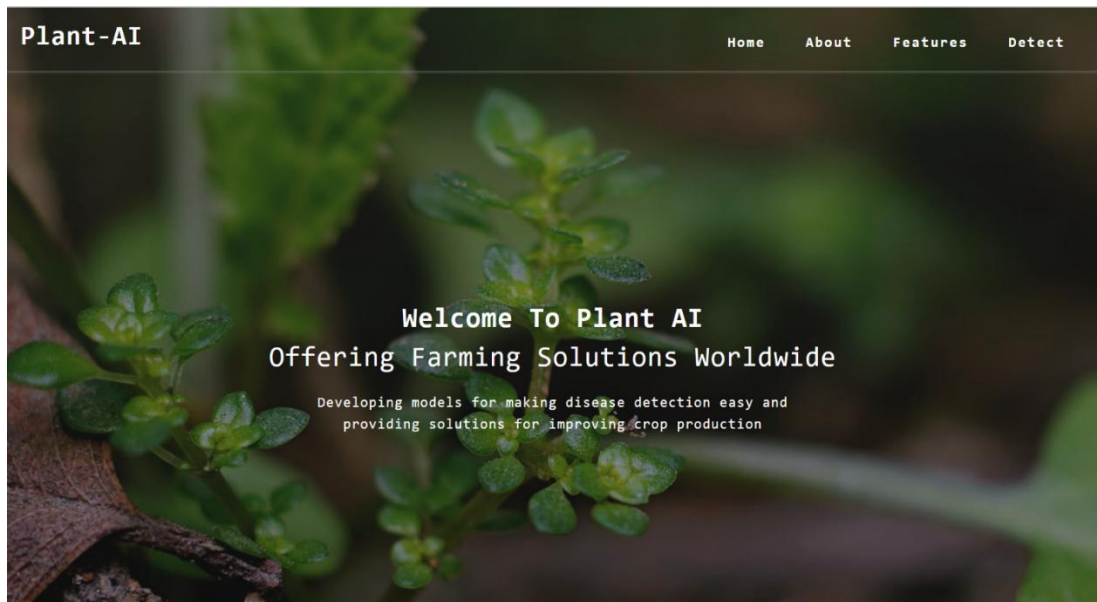 Plant-AI
Home About Features Detect
Welcome To Plant AI
Offering Farming Solutions Worldwide
Developing models for making disease detection easy and
providing solutions for improving crop production